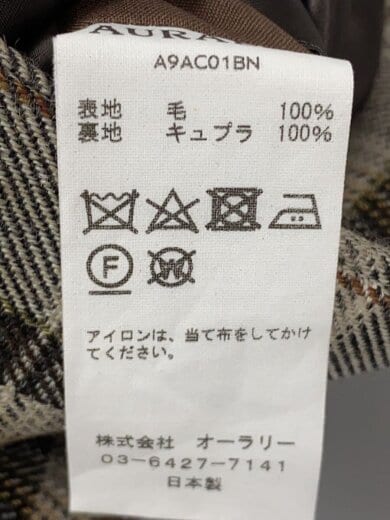 AURA
A9AC01BN
表地 毛 100%
裏地 キュプラ 100%
F W
アイロンは、当て布をしてかけ
てください。
株式会社 オーラリー
03-6427-7141
日本製